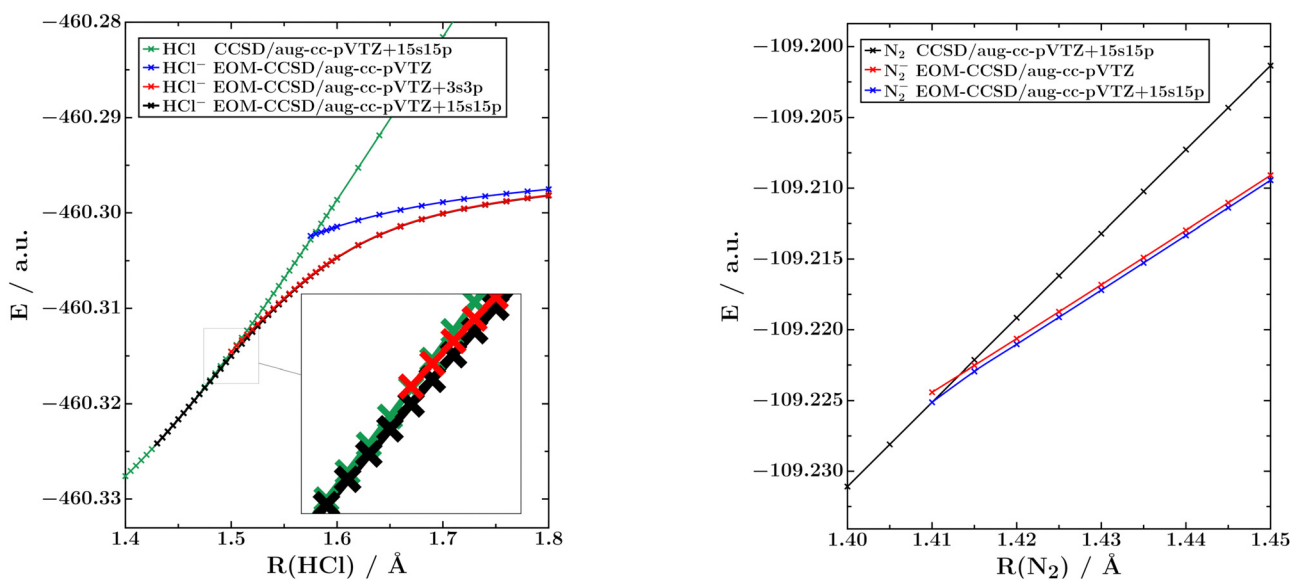 −460.28
−460.29
−460.30
−460.31
−460.32
−460.33
E / a.u.
HCl CCSD/aug-cc-pVTZ+15s15p
HCl⁻ EOM-CCSD/aug-cc-pVTZ
HCl⁻ EOM-CCSD/aug-cc-pVTZ+3s3p
HCl⁻ EOM-CCSD/aug-cc-pVTZ+15s15p
1.4 1.5 1.6 1.7 1.8
R(HCl) / Å
−109.200
−109.205
−109.210
−109.215
−109.220
−109.225
−109.230
E / a.u.
N₂ CCSD/aug-cc-pVTZ+15s15p
N₂⁻ EOM-CCSD/aug-cc-pVTZ
N₂⁻ EOM-CCSD/aug-cc-pVTZ+15s15p
1.40 1.41 1.42 1.43 1.44 1.45
R(N₂) / Å